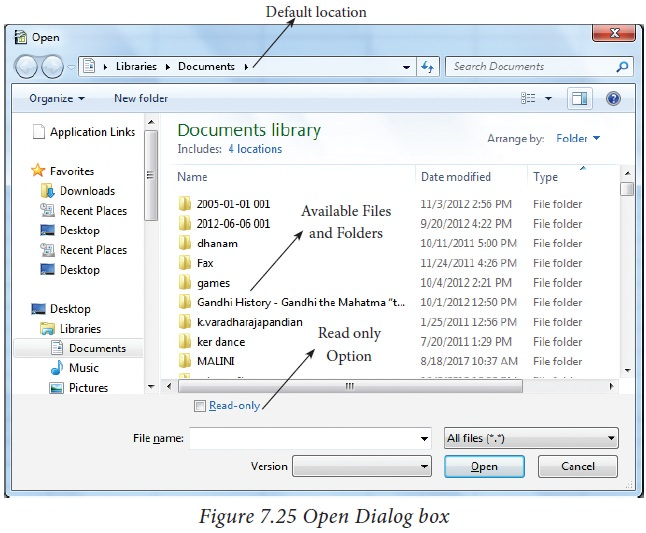 Default location
Open
Libraries Documents
Search Documents
Organize New folder
Application Links
Favorites
Downloads
Recent Places
Desktop
Recent Places
Desktop
Desktop
Libraries
Documents
Music
Pictures
Documents library
Includes: 4 locations
Arrange by: Folder
Name Date modified Type
2005-01-01 001 11/3/2012 2:56 PM File folder
2012-06-06 001 9/20/2012 4:22 PM File folder
dhanam 10/11/2011 5:00 PM File folder
Fax 11/24/2011 4:26 PM File folder
games 10/4/2012 2:21 PM File folder
Gandhi History - Gandhi the Mahatma "t... 10/1/2012 12:50 PM File folder
k.varadharajapandian 1/25/2011 12:56 PM File folder
ker dance 7/20/2011 1:29 PM File folder
MALINI 8/18/2017 10:37 AM File folder
Available Files
and Folders
Read only
Option
Read-only
File name:
All files (*.*)
Version
Open
Cancel
Figure 7.25 Open Dialog box